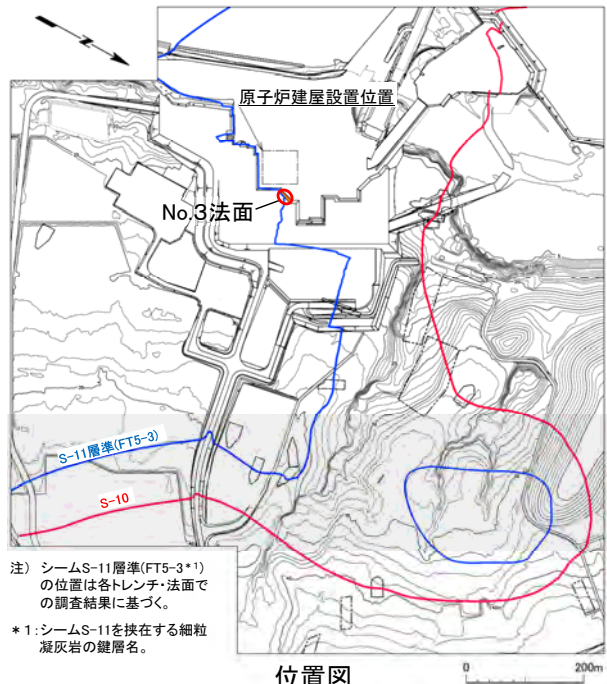 N
原子炉建屋設置位置
No.3法面
S-11層準(FT5-3)
S-10
注) シームS-11層準(FT5-3*1)
の位置は各トレンチ・法面で
の調査結果に基づく。
*1:シームS-11を挟在する細粒
凝灰岩の鍵層名。
位置図
0 200m